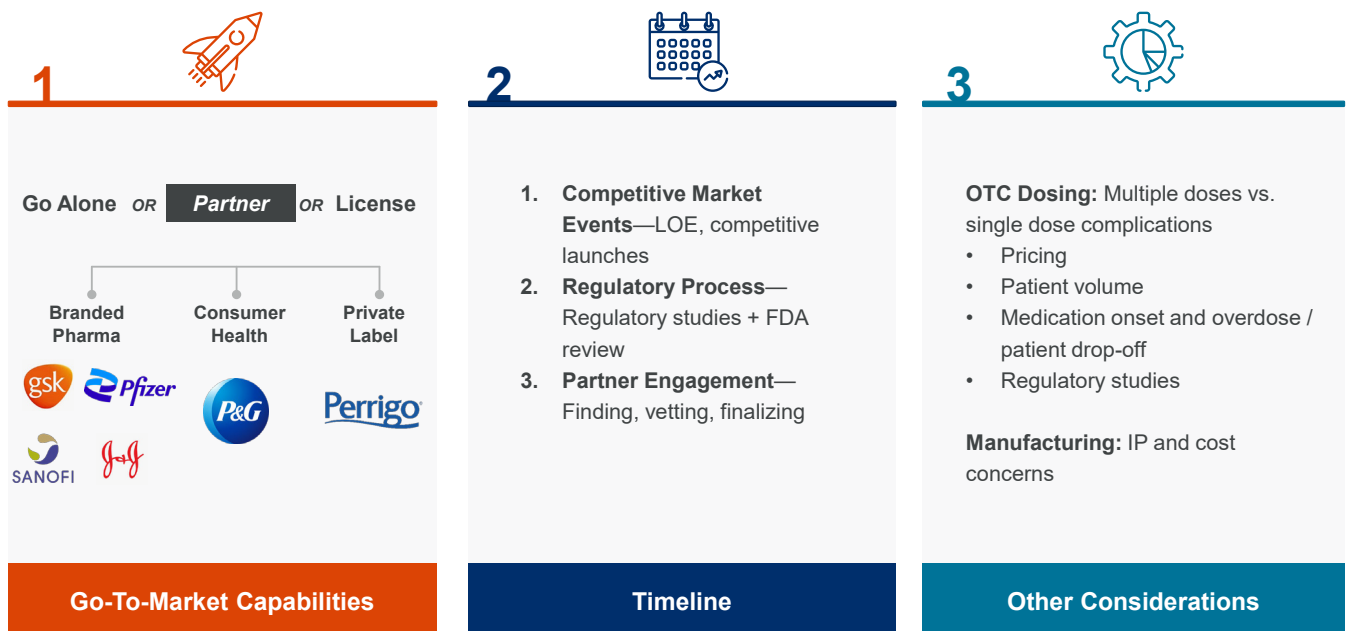 1
Go Alone OR Partner OR License
Branded
Pharma
Consumer
Health
Private
Label
gsk
Pfizer
P&G
Perrigo
SANOFI
J&J
Go-To-Market Capabilities
2
1. Competitive Market
Events—LOE, competitive
launches
2. Regulatory Process—
Regulatory studies + FDA
review
3. Partner Engagement—
Finding, vetting, finalizing
Timeline
3
OTC Dosing: Multiple doses vs.
single dose complications
• Pricing
• Patient volume
• Medication onset and overdose /
patient drop-off
• Regulatory studies
Manufacturing: IP and cost
concerns
Other Considerations